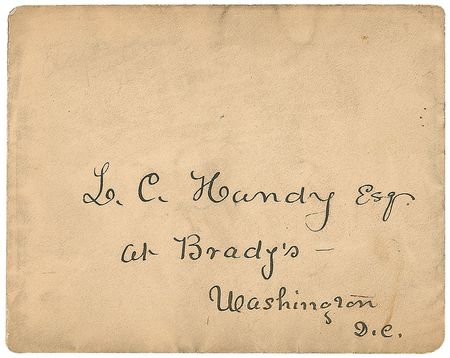 L. C. Handy Esq.
at Brady's –
Washington
D.C.